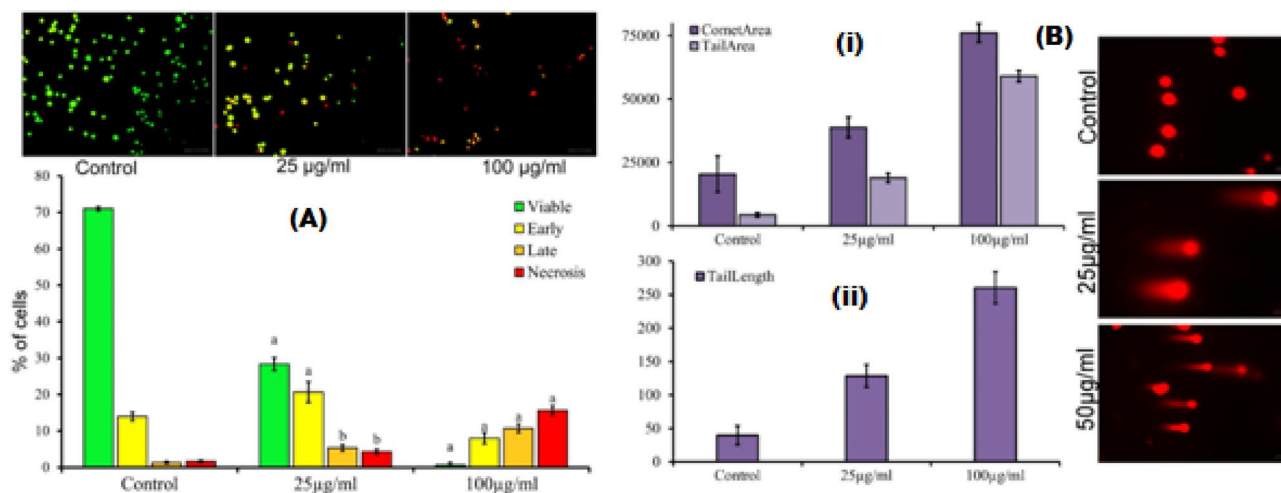 Control
25 µg/ml
100 µg/ml
(A)
80
70
60
50
40
30
20
10
0
% of cells
Viable
Early
Late
Necrosis
a
a
b
b
a
a
a
a
Control
25µg/ml
100µg/ml
(i)
CometArea
TailArea
75000
50000
25000
0
Control
25µg/ml
100µg/ml
(ii)
TailLength
300
250
200
150
100
50
0
Control
25µg/ml
100µg/ml
(B)
Control
25µg/ml
50µg/ml